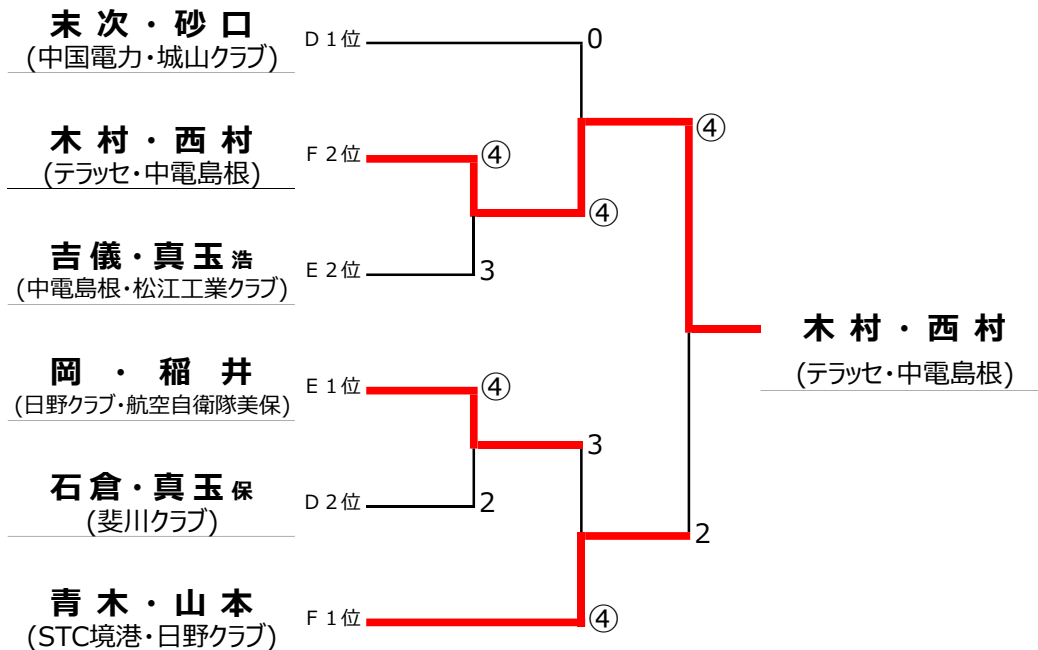 末次・砂口
(中国電力・城山クラブ)
D1位
0
木村・西村
(テラッセ・中電島根)
F2位
④
④
④
吉儀・真玉浩
(中電島根・松江工業クラブ)
E2位
3
木村・西村
(テラッセ・中電島根)
岡・稲井
(日野クラブ・航空自衛隊美保)
E1位
④
3
石倉・真玉保
(斐川クラブ)
D2位
2
2
青木・山本
(STC境港・日野クラブ)
F1位
④